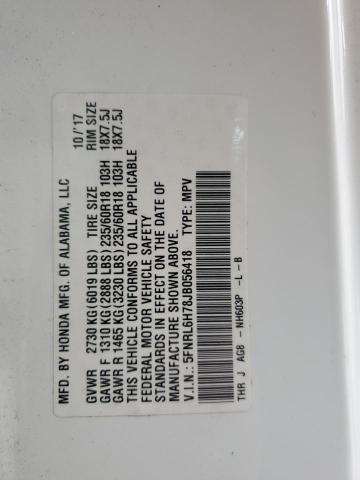 MFD. BY HONDA MFG. OF ALABAMA, LLC 10/'17
GVWR 2730 KG(6019 LBS) TIRE SIZE RIM SIZE
GAWR F 1310 KG(2888 LBS)235/60R18 103H 18X7.5J
GAWR R 1465 KG(3230 LBS)235/60R18 103H 18X7.5J
THIS VEHICLE CONFORMS TO ALL APPLICABLE
FEDERAL MOTOR VEHICLE SAFETY
STANDARDS IN EFFECT ON THE DATE OF
MANUFACTURE SHOWN ABOVE.
V.I.N.: 5FNRL6H78JB056418 TYPE: MPV
THR J AG8 - NH603P -L -B